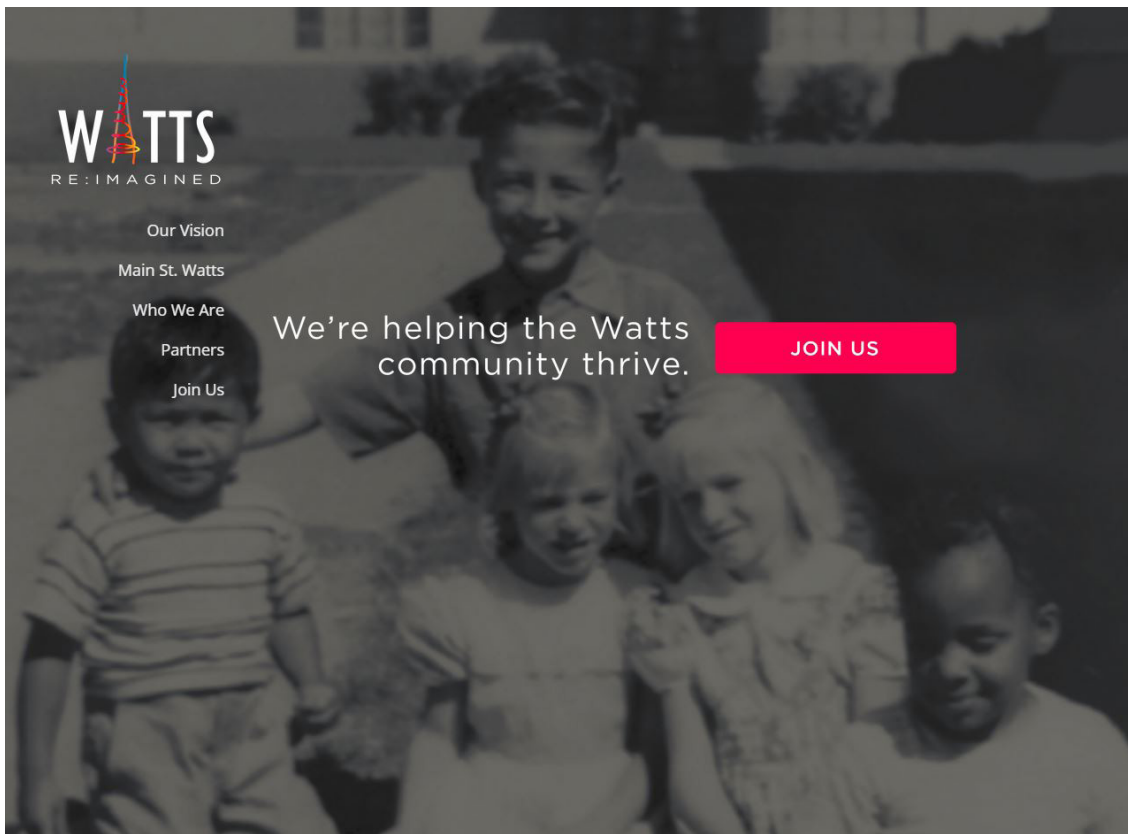 WATTS
RE:IMAGINED
Our Vision
Main St. Watts
Who We Are
Partners
Join Us
We're helping the Watts
community thrive.
JOIN US